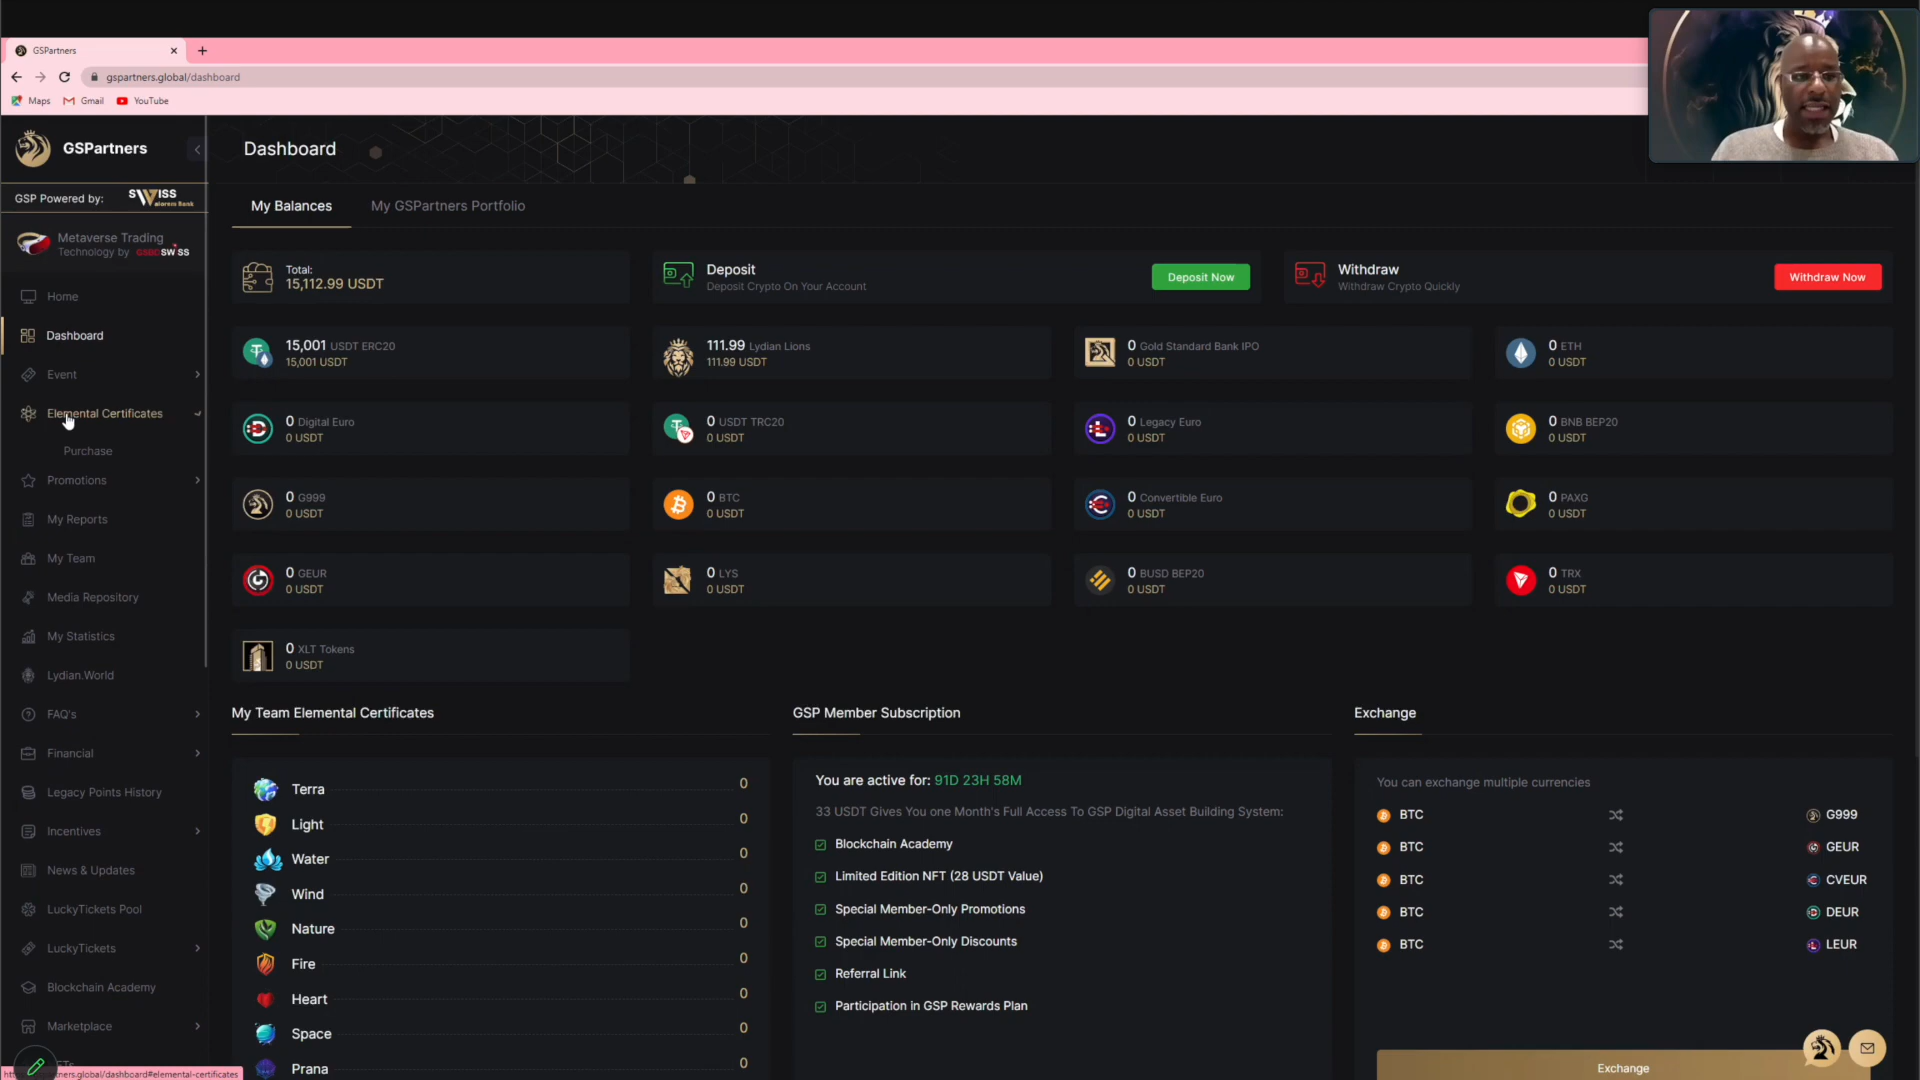 GSPartners
gspartners.global/dashboard
Maps Gmail YouTube
GSPartners
Dashboard
GSP Powered by: SWISS Valorem Bank
Metaverse Trading
Technology by GSBDSWISS
Home
Dashboard
Event
Elemental Certificates
Purchase
Promotions
My Reports
My Team
Media Repository
My Statistics
Lydian.World
FAQ's
Financial
Legacy Points History
Incentives
News & Updates
LuckyTickets Pool
LuckyTickets
Blockchain Academy
Marketplace
My Balances My GSPartners Portfolio
Total:
15,112.99 USDT
Deposit
Deposit Crypto On Your Account
Deposit Now
Withdraw
Withdraw Crypto Quickly
Withdraw Now
15,001 USDT ERC20
15,001 USDT
111.99 Lydian Lions
111.99 USDT
0 Gold Standard Bank IPO
0 USDT
0 ETH
0 USDT
0 Digital Euro
0 USDT
0 USDT TRC20
0 USDT
0 Legacy Euro
0 USDT
0 BNB BEP20
0 USDT
0 G999
0 USDT
0 BTC
0 USDT
0 Convertible Euro
0 USDT
0 PAXG
0 USDT
0 GEUR
0 USDT
0 LYS
0 USDT
0 BUSD BEP20
0 USDT
0 TRX
0 USDT
0 XLT Tokens
0 USDT
My Team Elemental Certificates
Terra 0
Light 0
Water 0
Wind 0
Nature 0
Fire 0
Heart 0
Space 0
Prana 0
GSP Member Subscription
You are active for: 91D 23H 58M
33 USDT Gives You one Month's Full Access To GSP Digital Asset Building System:
Blockchain Academy
Limited Edition NFT (28 USDT Value)
Special Member-Only Promotions
Special Member-Only Discounts
Referral Link
Participation in GSP Rewards Plan
Exchange
You can exchange multiple currencies
BTC G999
BTC GEUR
BTC CVEUR
BTC DEUR
BTC LEUR
Exchange
tners.global/dashboard#elemental-certificates